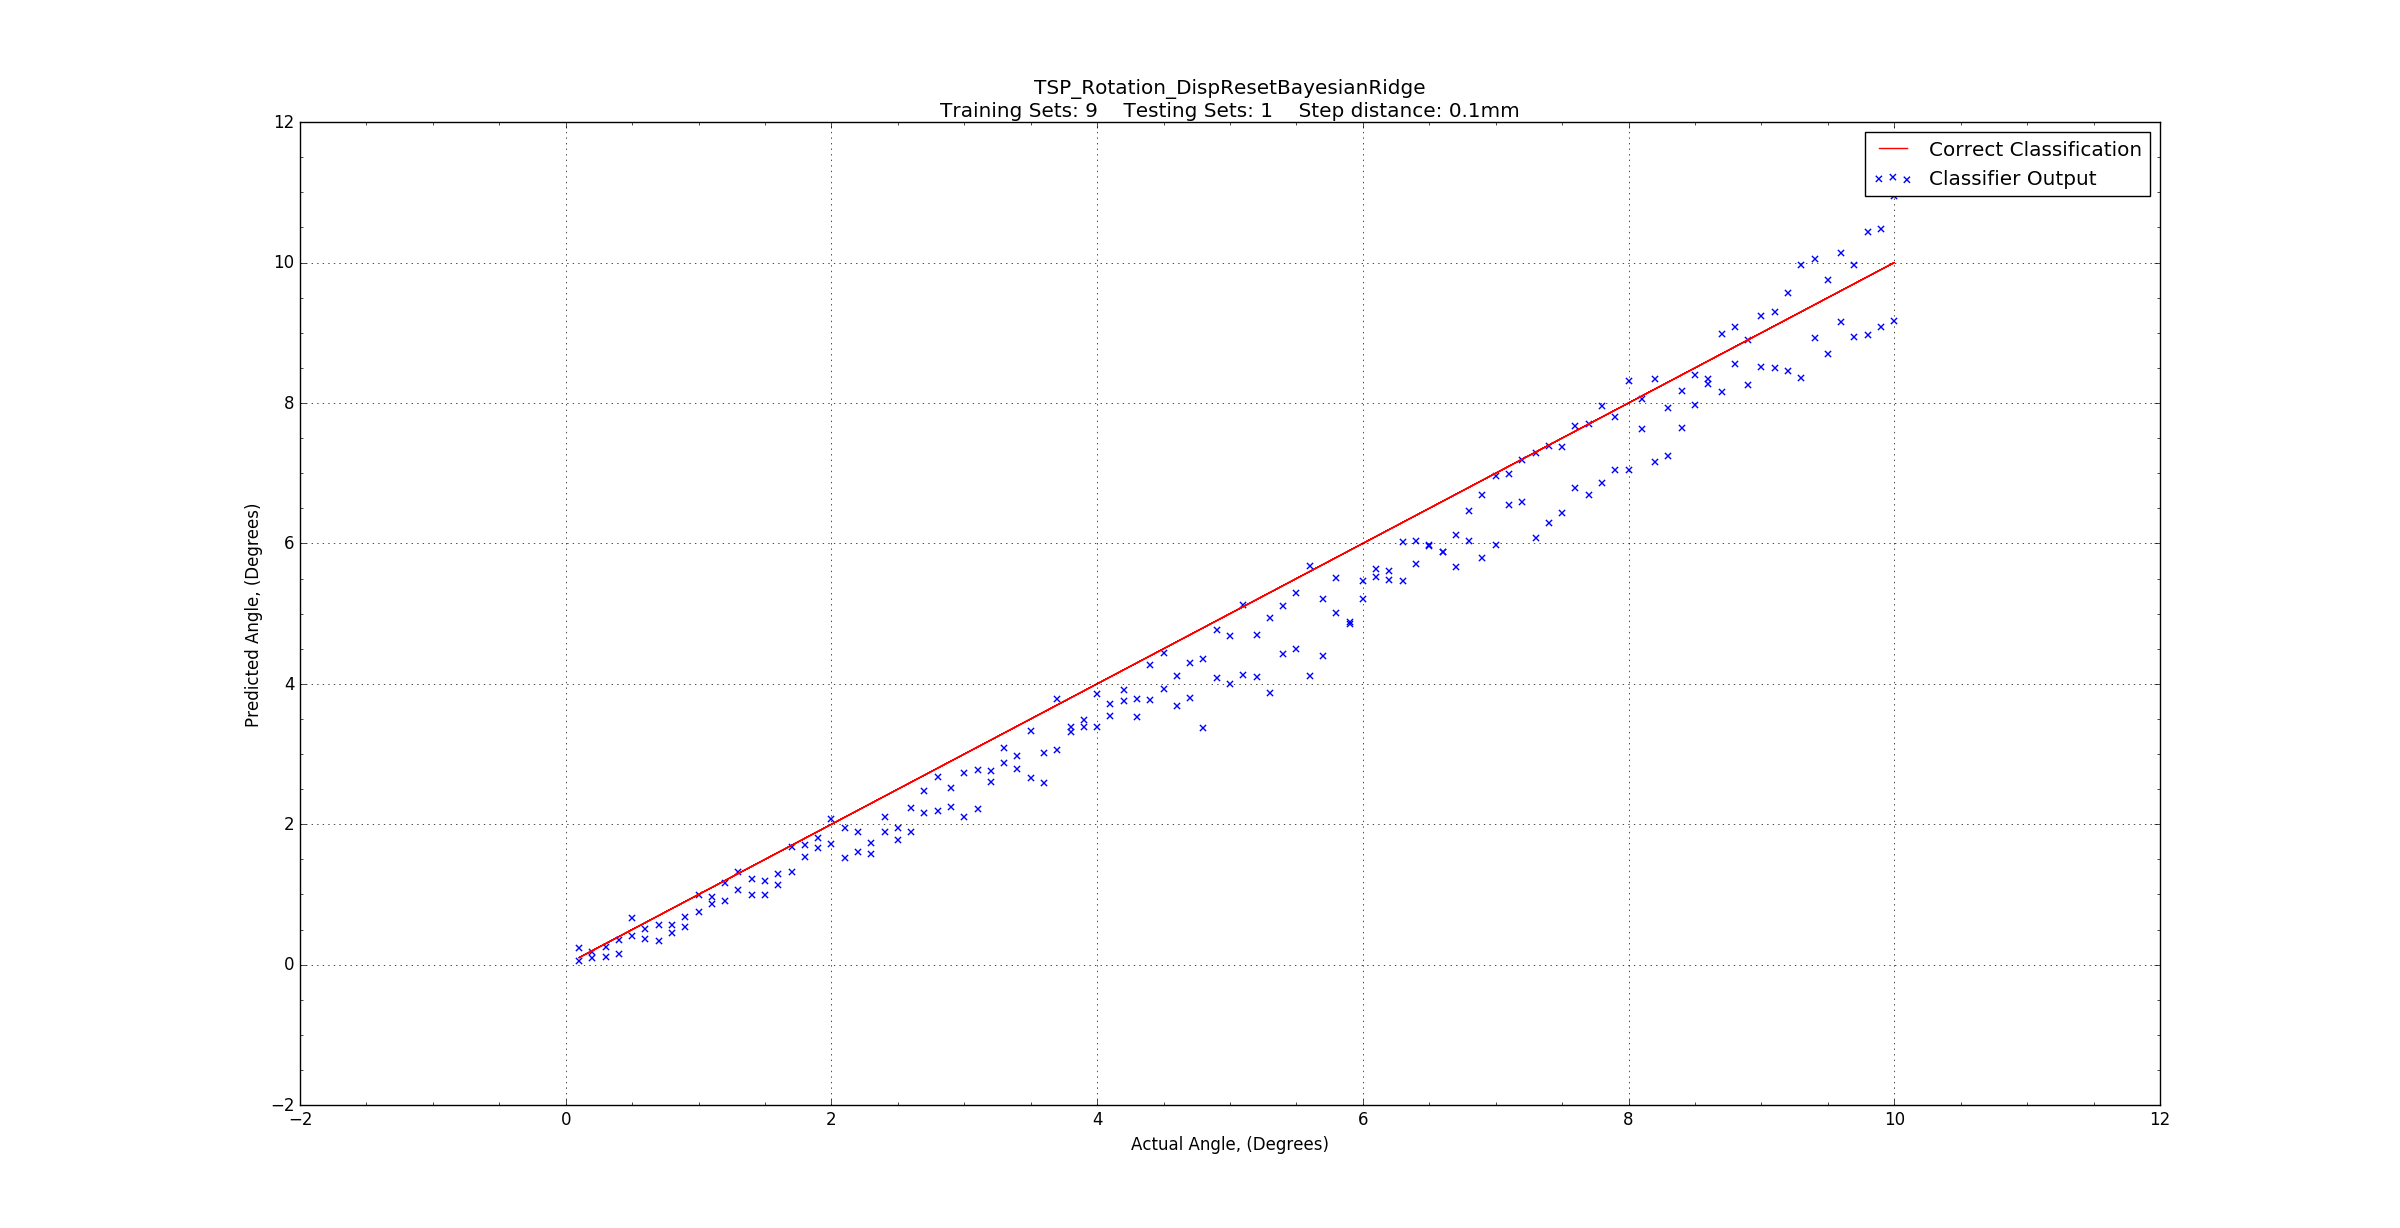 TSP_Rotation_DispResetBayesianRidge
Training Sets: 9    Testing Sets: 1    Step distance: 0.1mm
Correct Classification
Classifier Output
12
10
8
6
4
2
0
−2
Predicted Angle, (Degrees)
−2 0 2 4 6 8 10 12
Actual Angle, (Degrees)